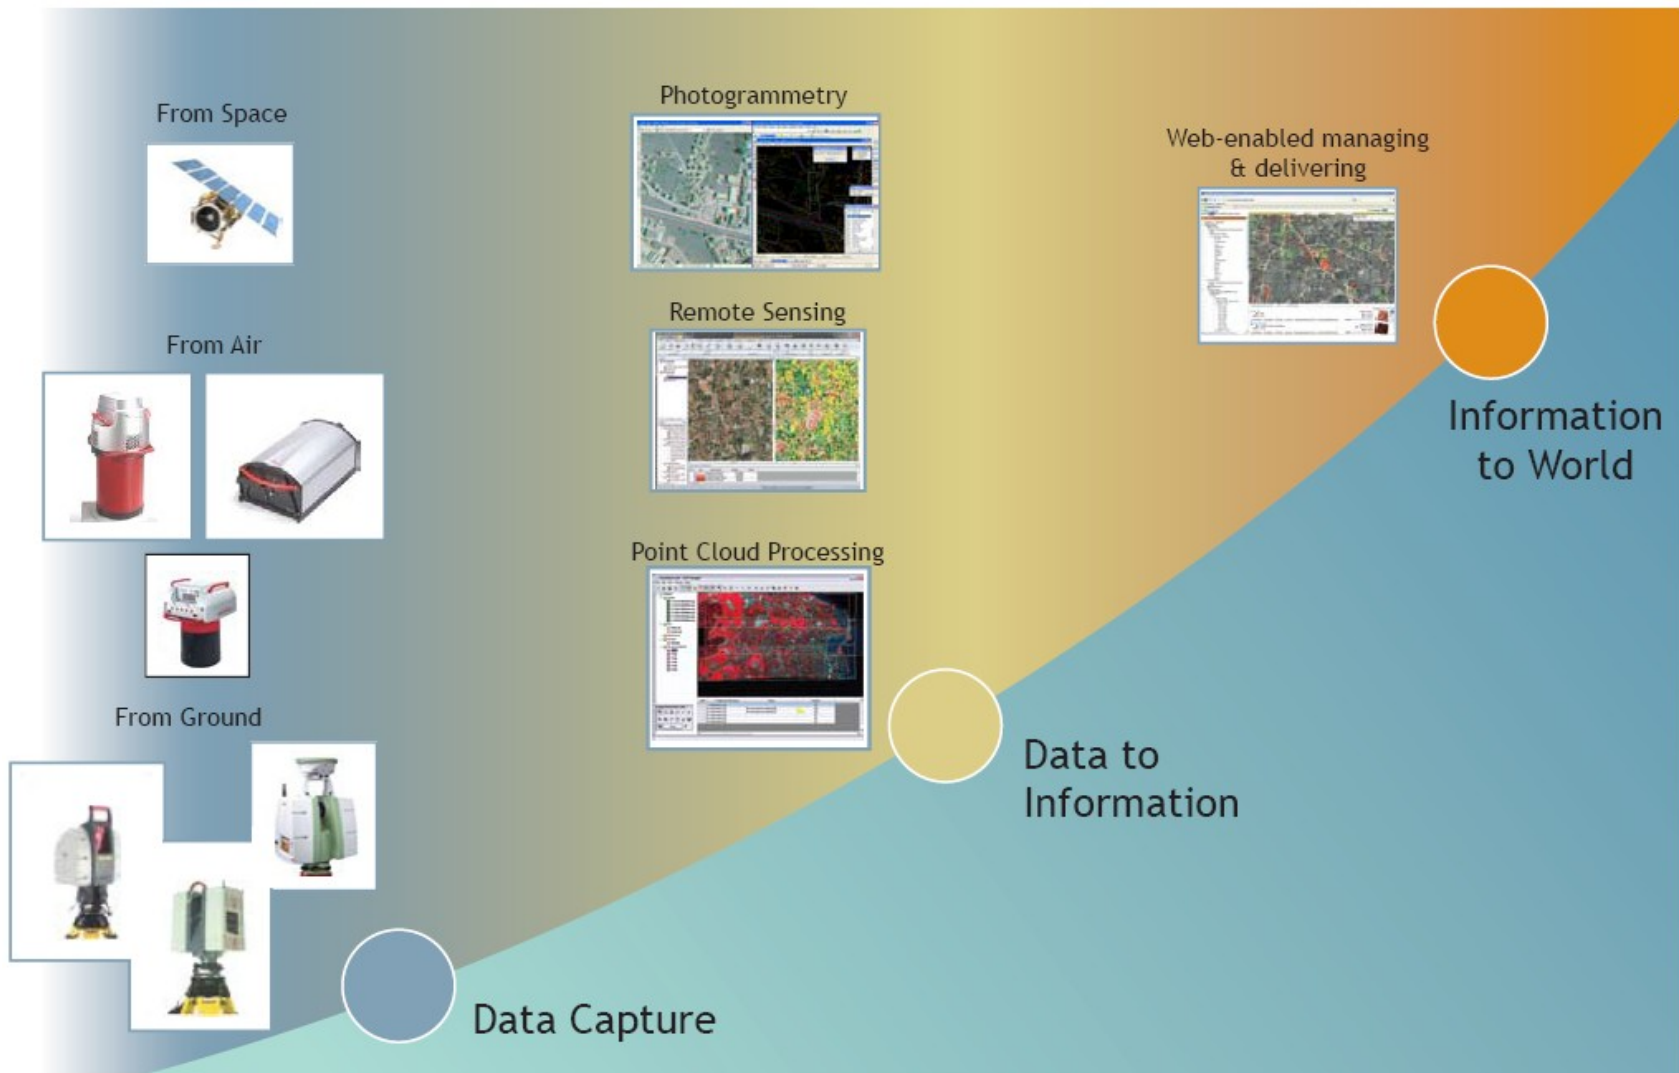 From Space
From Air
From Ground
Data Capture
Photogrammetry
Remote Sensing
Point Cloud Processing
Data to
Information
Web-enabled managing
& delivering
Information
to World